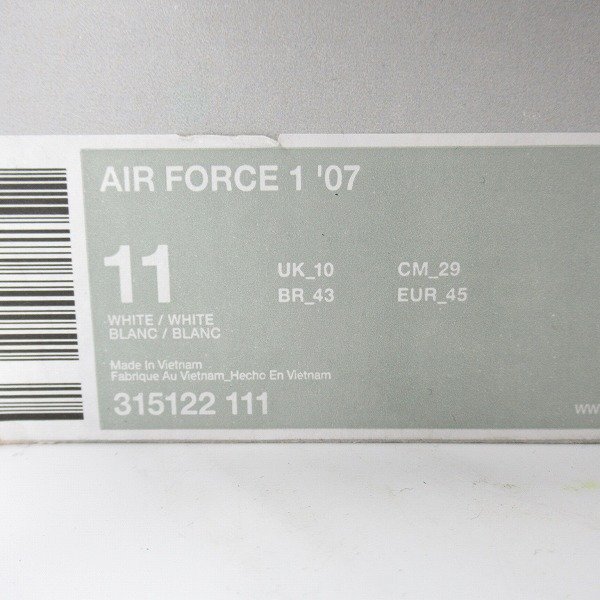 AIR FORCE 1 '07
11
UK_10 CM_29
BR_43 EUR_45
WHITE / WHITE
BLANC / BLANC
Made In Vietnam
Fabrique Au Vietnam_Hecho En Vietnam
315122 111
www.